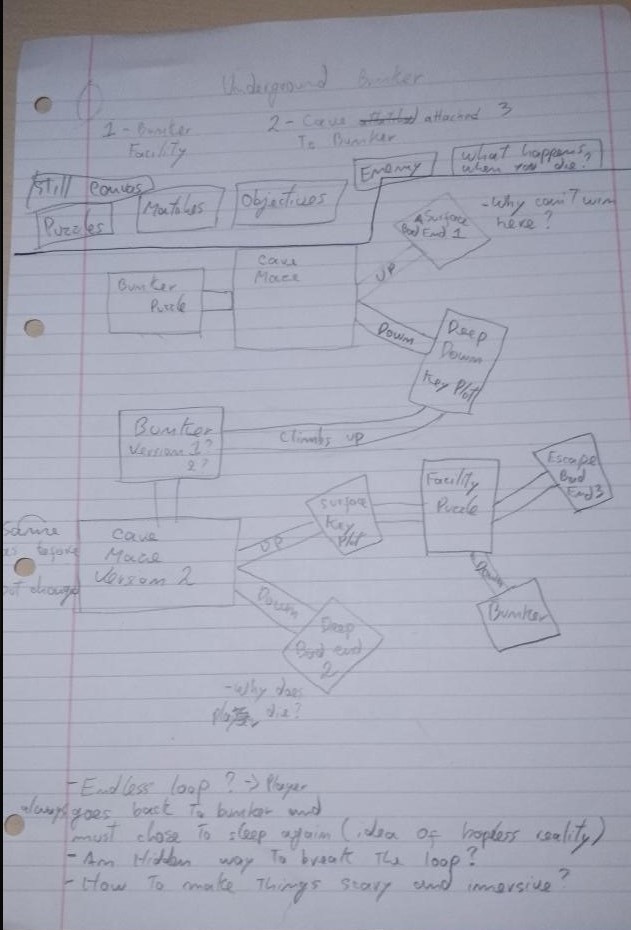 Underground Bunker
1 - Bunker
Facility
2 - Cave attached 3
To Bunker
Still Canvas
Puzzles
Objectives
Enemy
What happens
when you die?
- Why can't win
here?
Surface
Bad End 1
UP
Cave
Maze
Bunker
Puzzle
Down
Deep
Down
Key Plot
Bunker
Version 1?
2?
Climbs up
Escape
Bad
End 3
Facility
Puzzle
Surface
Key
Plot
Same
as before
but change
Cave
Maze
Version 2
UP
Down
Down
Bunker
Deep
Bad end
2
- Why does
player die?
- Endless loop? -> Player
always goes back To bunker and
must chose To sleep again (idea of hopless reality)
- An Hidden way To break The loop?
- How To make Things scary and inmersive?